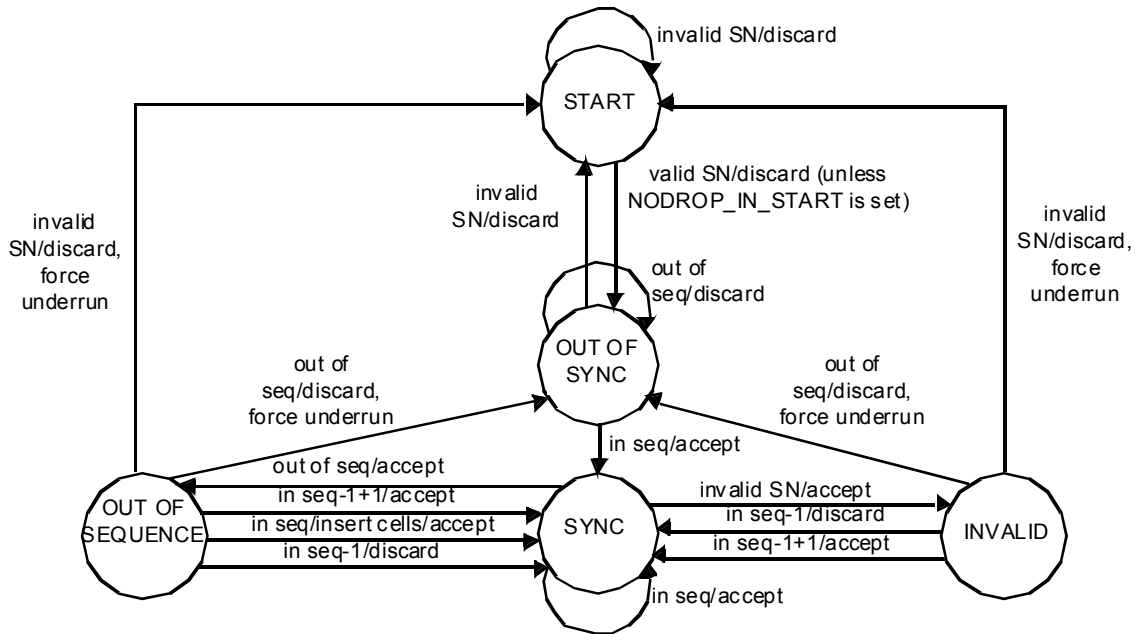 invalid SN/discard
START
valid SN/discard (unless
NODROP_IN_START is set)
invalid
SN/discard
invalid
SN/discard,
force
underrun
invalid
SN/discard,
force
underrun
out of
seq/discard
OUT OF
SYNC
out of
seq/discard,
force underrun
out of
seq/discard,
force underrun
in seq/accept
out of seq/accept
in seq-1+1/accept
in seq/insert cells/accept
in seq-1/discard
OUT OF
SEQUENCE
SYNC
invalid SN/accept
in seq-1/discard
in seq-1+1/accept
INVALID
in seq/accept